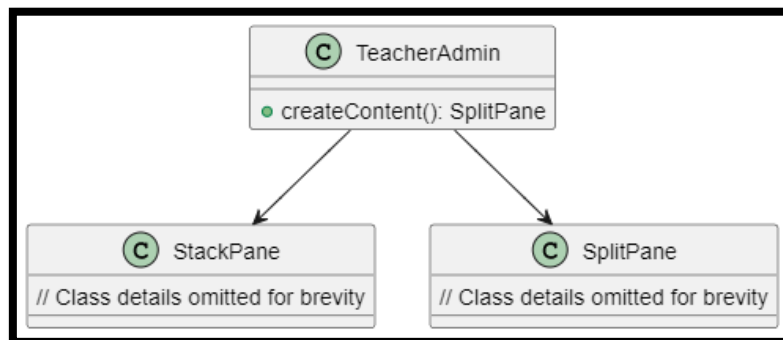 C TeacherAdmin
createContent(): SplitPane
C StackPane
// Class details omitted for brevity
C SplitPane
// Class details omitted for brevity